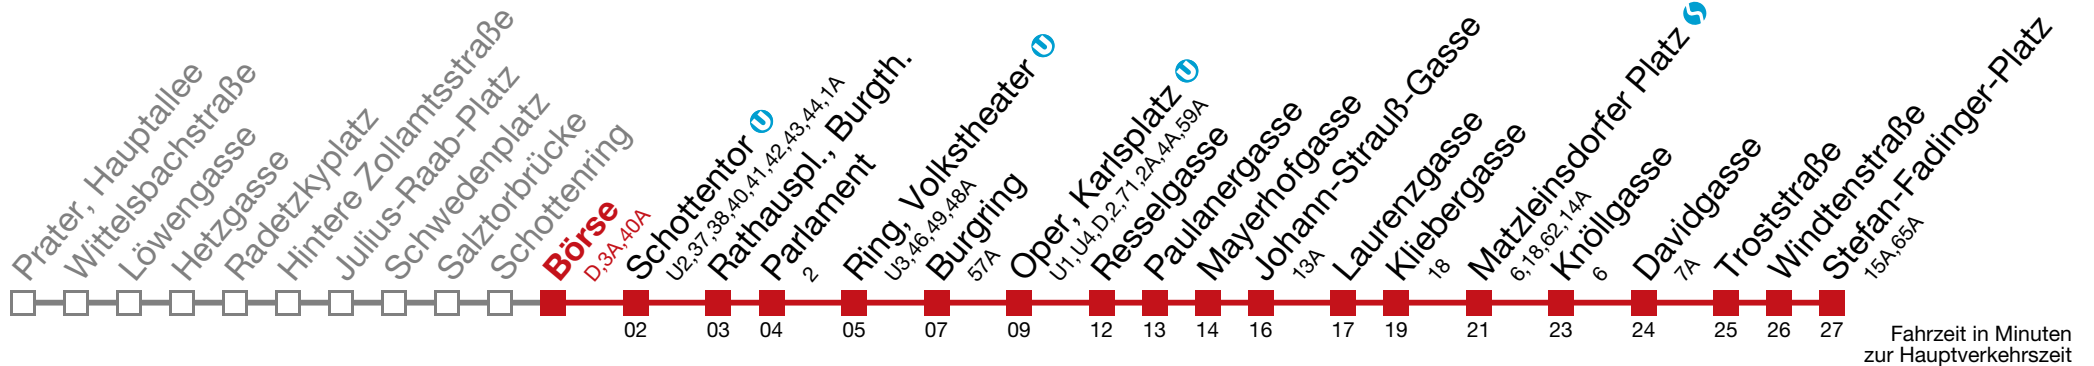 Prater, Hauptallee
Wittelsbachstraße
Löwengasse
Hetzgasse
Radetzkyplatz
Hintere Zollamtsstraße
Julius-Raab-Platz
Schwedenplatz
Salztorbrücke
Schottenring
Börse
D,3A,40A
Schottentor U
U2,37,38,40,41,42,43,44,1A
Rathauspl., Burgth.
Parlament
2
Ring, Volkstheater U
U3,46,49,48A
Burgring
57A
Oper, Karlsplatz U
U1,U4,D,2,71,2A,4A,59A
Resselgasse
Paulanergasse
Mayerhofgasse
Johann-Strauß-Gasse
13A
Laurenzgasse
Kliebergasse
18
Matzleinsdorfer Platz S
6,18,62,14A
Knöllgasse
6
Davidgasse
7A
Troststraße
Windtenstraße
Stefan-Fadinger-Platz
15A,65A
02 03 04 05 07 09 12 13 14 16 17 19 21 23 24 25 26 27
Fahrzeit in Minuten
zur Hauptverkehrszeit